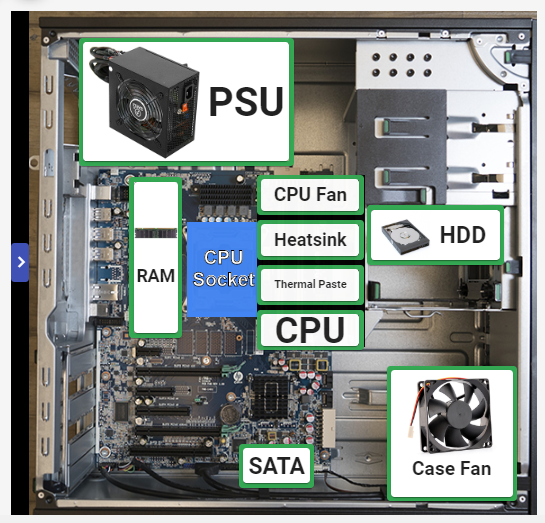 PSU
CPU Fan
Heatsink
Thermal Paste
CPU
CPU
Socket
RAM
HDD
SATA
Case Fan